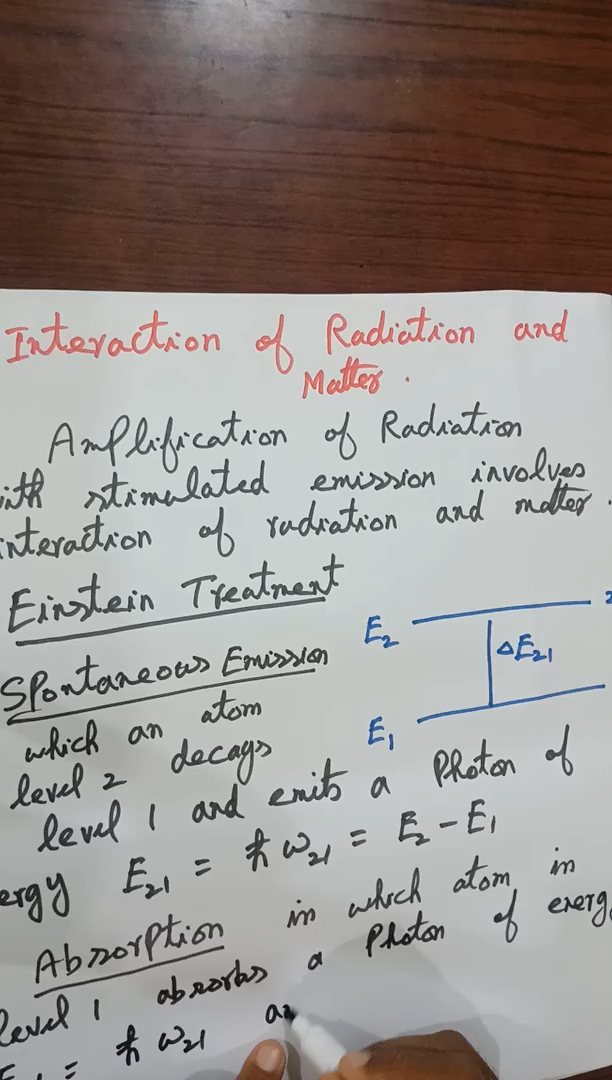 Interaction of Radiation and
Matter.
Amplification of Radiation
with stimulated emission involves
interaction of radiation and matter.
Einstein Treatment
E₂ 2
ΔE₂₁
E₁
Spontaneous Emission
which an atom
level 2 decays
level 1 and emits a Photon of
ergy E₂₁ = ħω₂₁ = E₂ - E₁
Absorption in which atom in
level 1 absorbs a Photon of energ
= ħω₂₁ an